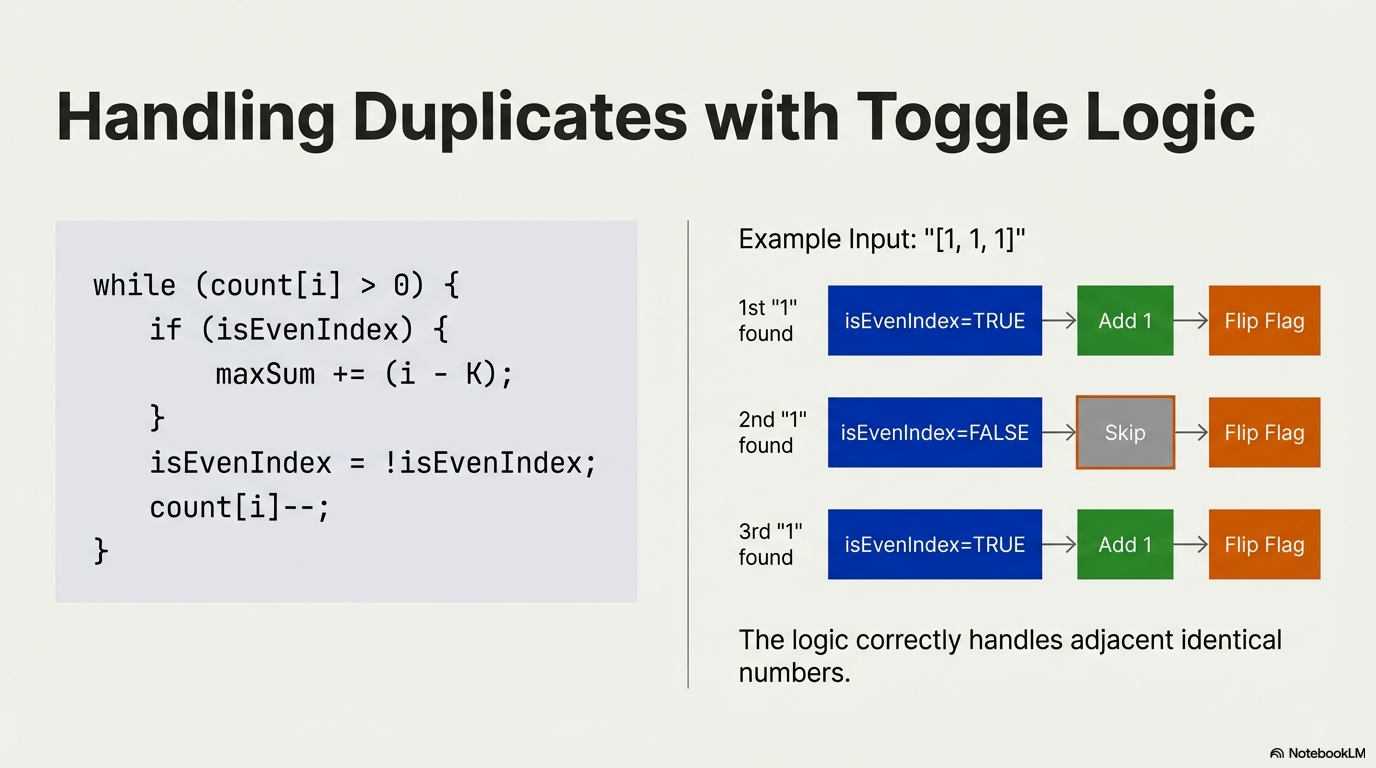 Handling Duplicates with Toggle Logic
while (count[i] > 0) {
if (isEvenIndex) {
maxSum += (i - K);
}
isEvenIndex = !isEvenIndex;
count[i]--;
}
Example Input: "[1, 1, 1]"
1st "1"
found
isEvenIndex=TRUE
Add 1
Flip Flag
2nd "1"
found
isEvenIndex=FALSE
Skip
Flip Flag
3rd "1"
found
isEvenIndex=TRUE
Add 1
Flip Flag
The logic correctly handles adjacent identical
numbers.
NotebookLM